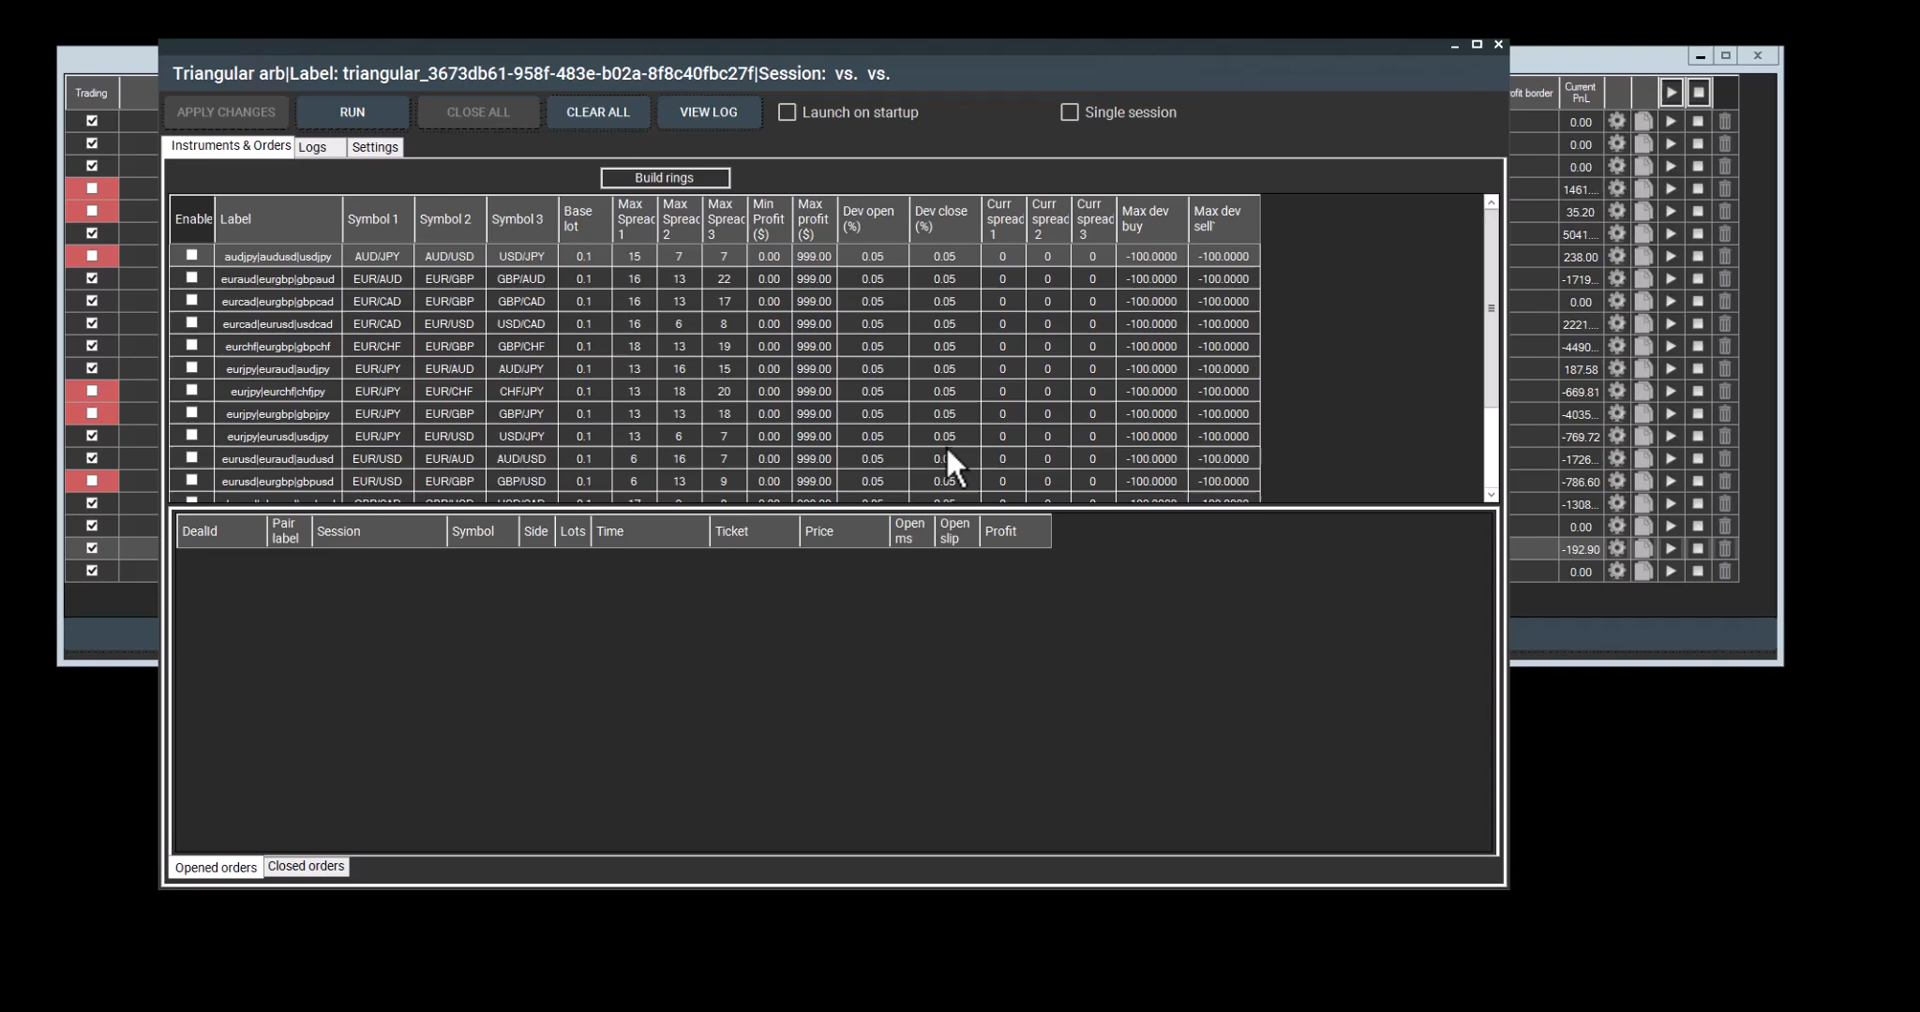 Triangular arb|Label: triangular_3673db61-958f-483e-b02a-8f8c40fbc27f|Session: vs. vs.
APPLY CHANGES RUN CLOSE ALL CLEAR ALL VIEW LOG Launch on startup Single session
Instruments & Orders Logs Settings
Build rings
Enable Label Symbol 1 Symbol 2 Symbol 3 Base lot Max Spreac 1 Max Spreac 2 Max Spreac 3 Min Profit ($) Max profit ($) Dev open (%) Dev close (%) Curr spread 1 Curr spread 2 Curr spread 3 Max dev buy Max dev sell`
audjpy|audusd|usdjpy AUD/JPY AUD/USD USD/JPY 0.1 15 7 7 0.00 999.00 0.05 0.05 0 0 0 -100.0000 -100.0000
euraud|eurgbp|gbpaud EUR/AUD EUR/GBP GBP/AUD 0.1 16 13 22 0.00 999.00 0.05 0.05 0 0 0 -100.0000 -100.0000
eurcad|eurgbp|gbpcad EUR/CAD EUR/GBP GBP/CAD 0.1 16 13 17 0.00 999.00 0.05 0.05 0 0 0 -100.0000 -100.0000
eurcad|eurusd|usdcad EUR/CAD EUR/USD USD/CAD 0.1 16 6 8 0.00 999.00 0.05 0.05 0 0 0 -100.0000 -100.0000
eurchf|eurgbp|gbpchf EUR/CHF EUR/GBP GBP/CHF 0.1 18 13 19 0.00 999.00 0.05 0.05 0 0 0 -100.0000 -100.0000
eurjpy|euraud|audjpy EUR/JPY EUR/AUD AUD/JPY 0.1 13 16 15 0.00 999.00 0.05 0.05 0 0 0 -100.0000 -100.0000
eurjpy|eurchf|chfjpy EUR/JPY EUR/CHF CHF/JPY 0.1 13 18 20 0.00 999.00 0.05 0.05 0 0 0 -100.0000 -100.0000
eurjpy|eurgbp|gbpjpy EUR/JPY EUR/GBP GBP/JPY 0.1 13 13 18 0.00 999.00 0.05 0.05 0 0 0 -100.0000 -100.0000
eurjpy|eurusd|usdjpy EUR/JPY EUR/USD USD/JPY 0.1 13 6 7 0.00 999.00 0.05 0.05 0 0 0 -100.0000 -100.0000
eurusd|euraud|audusd EUR/USD EUR/AUD AUD/USD 0.1 6 16 7 0.00 999.00 0.05 0 0 0 -100.0000 -100.0000
eurusd|eurgbp|gbpusd EUR/USD EUR/GBP GBP/USD 0.1 6 13 9 0.00 999.00 0.05 0.05 0 0 0 -100.0000 -100.0000
DealId Pair label Session Symbol Side Lots Time Ticket Price Open ms Open slip Profit
Opened orders Closed orders
Trading
border Current PnL
0.00
0.00
0.00
1461....
35.20
5041....
238.00
-1719...
0.00
2221....
-4490...
187.58
-669.81
-4035...
-769.72
-1726...
-786.60
-1308...
0.00
-192.90
0.00